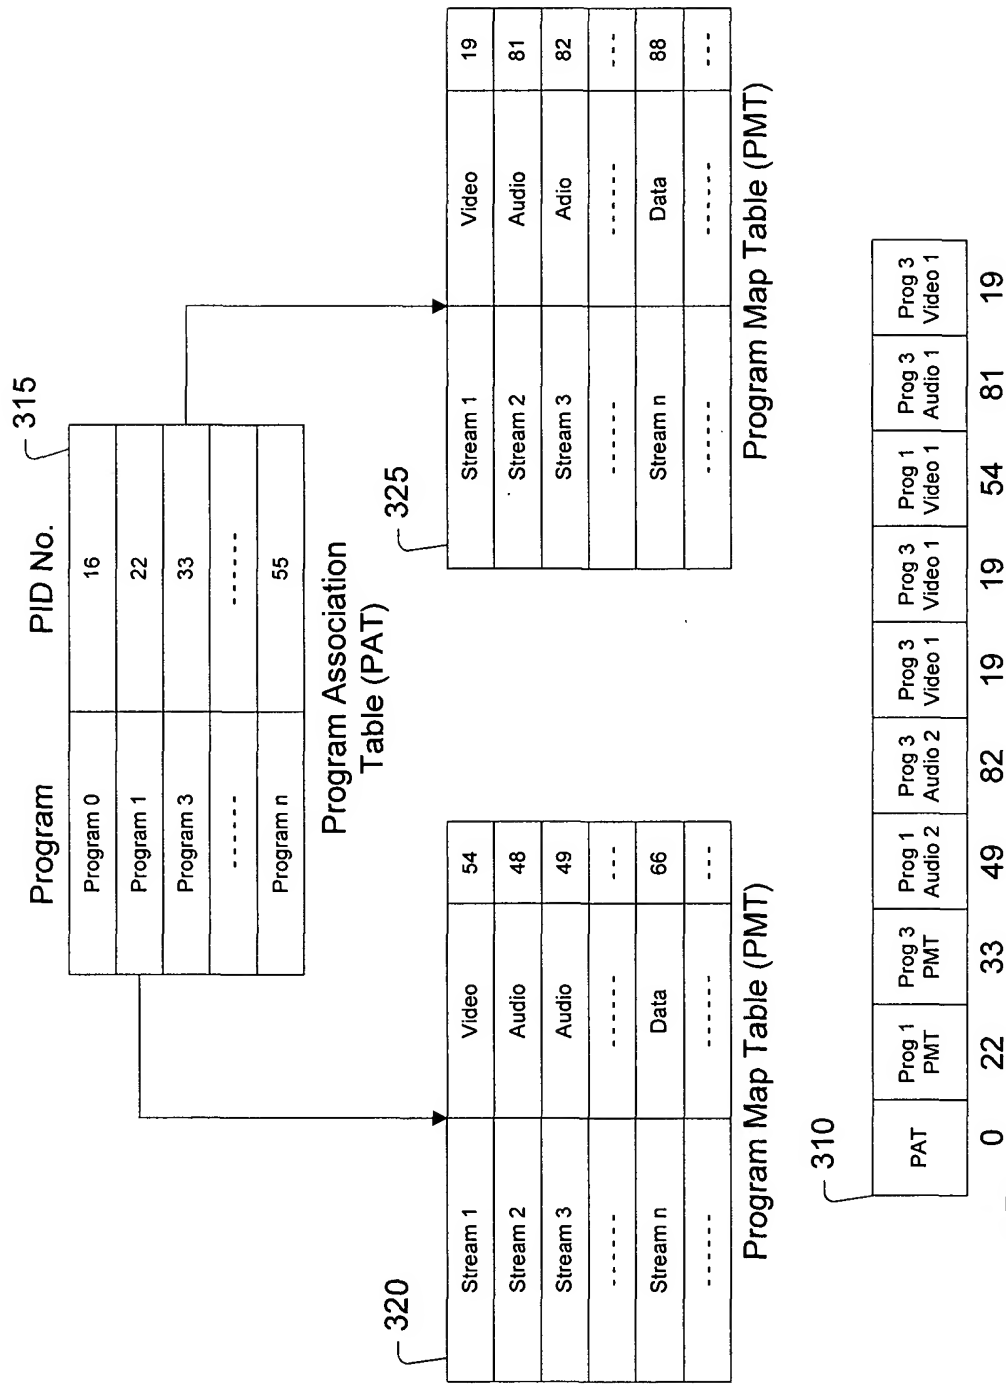 Program PID No.
315
Program 0 16
Program 1 22
Program 3 33
------ ------
Program n 55
Program Association
Table (PAT)
320
Stream 1 Video 54
Stream 2 Audio 48
Stream 3 Audio 49
------ ------ ---
Stream n Data 66
------ ------ ---
Program Map Table (PMT)
325
Stream 1 Video 19
Stream 2 Audio 81
Stream 3 Adio 82
------ ------ ---
Stream n Data 88
------ ------ ---
Program Map Table (PMT)
310
PAT
Prog 1
PMT
Prog 3
PMT
Prog 1
Audio 2
Prog 3
Audio 2
Prog 3
Video 1
Prog 3
Video 1
Prog 1
Video 1
Prog 3
Audio 1
Prog 3
Video 1
0 22 33 49 82 19 19 54 81 19